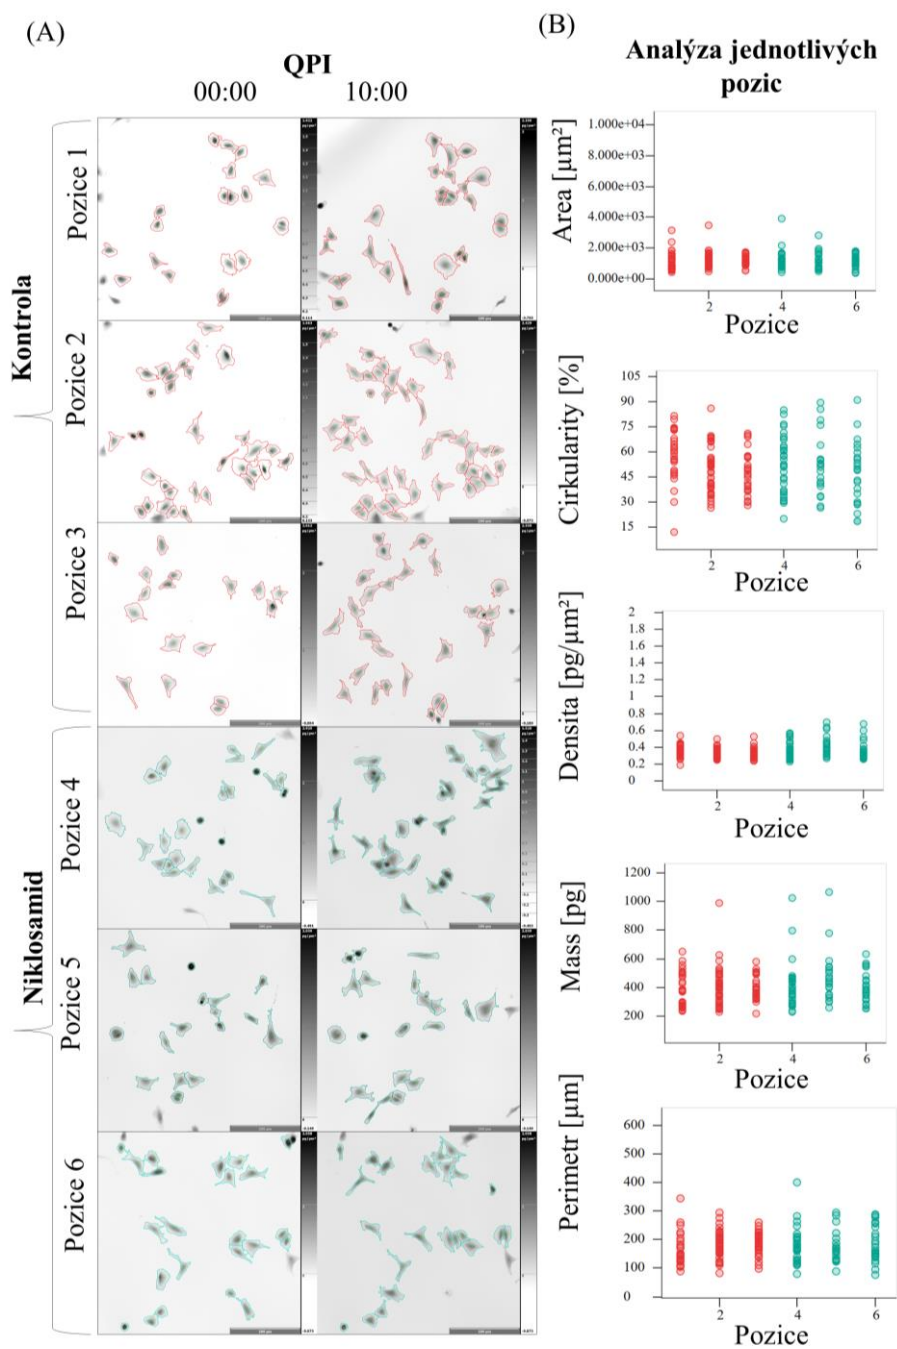 (A)
QPI
00:00
10:00
Kontrola
Pozice 1
Pozice 2
Pozice 3
Niklosamid
Pozice 4
Pozice 5
Pozice 6
(B)
Analýza jednotlivých
pozic
Area [µm²]
1.000e+04
8.000e+03
6.000e+03
4.000e+03
2.000e+03
0.000e+00
2
4
6
Pozice
Cirkularity [%]
105
90
75
60
45
30
15
2
4
6
Pozice
Densita [pg/µm²]
2
1.8
1.6
1.4
1.2
1
0.8
0.6
0.4
0.2
0
2
4
6
Pozice
Mass [pg]
1200
1000
800
600
400
200
2
4
6
Pozice
Perimetr [µm]
600
500
400
300
200
100
0
2
4
6
Pozice